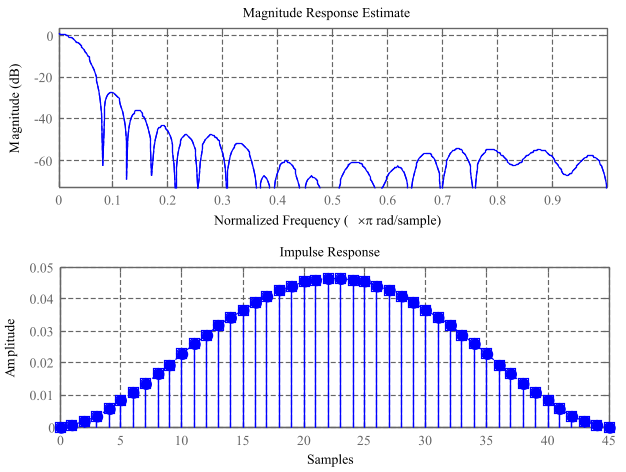 Magnitude Response Estimate
0
-20
-40
-60
Magnitude (dB)
0 0.1 0.2 0.3 0.4 0.5 0.6 0.7 0.8 0.9
Normalized Frequency ( ×π rad/sample)
Impulse Response
0.05
0.04
0.03
0.02
0.01
0
Amplitude
0 5 10 15 20 25 30 35 40 45
Samples